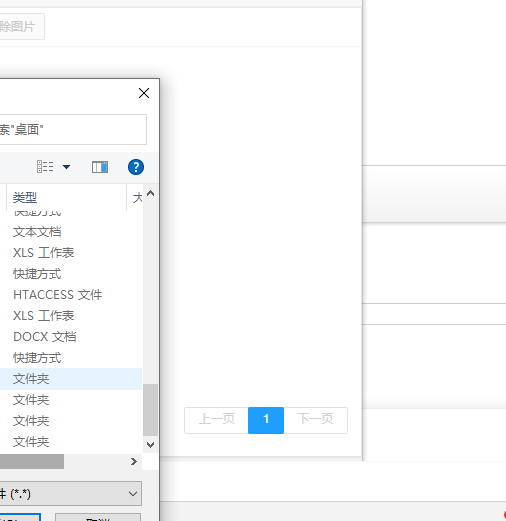 除图片
索"桌面"
类型
大
快捷方式
文本文档
XLS 工作表
快捷方式
HTACCESS 文件
XLS 工作表
DOCX 文档
快捷方式
文件夹
文件夹
文件夹
文件夹
上一页 1 下一页
件 (*.*)
取消